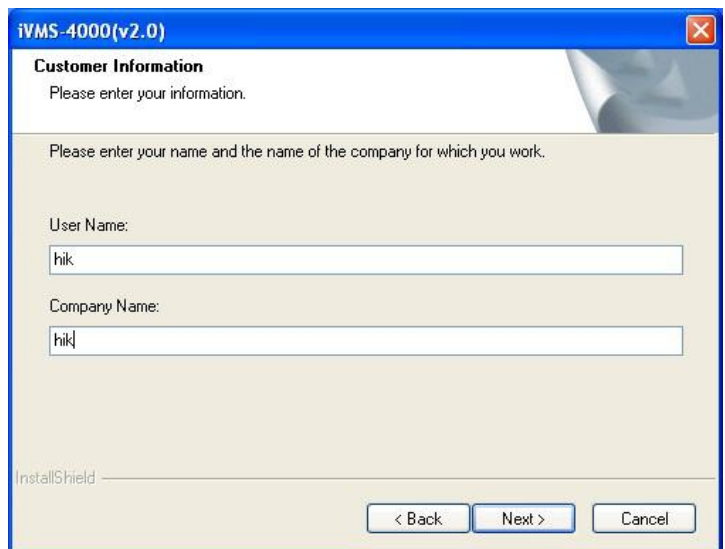 iVMS-4000(v2.0)
Customer Information
Please enter your information.
Please enter your name and the name of the company for which you work.
User Name:
hik
Company Name:
hik
InstallShield
< Back Next > Cancel